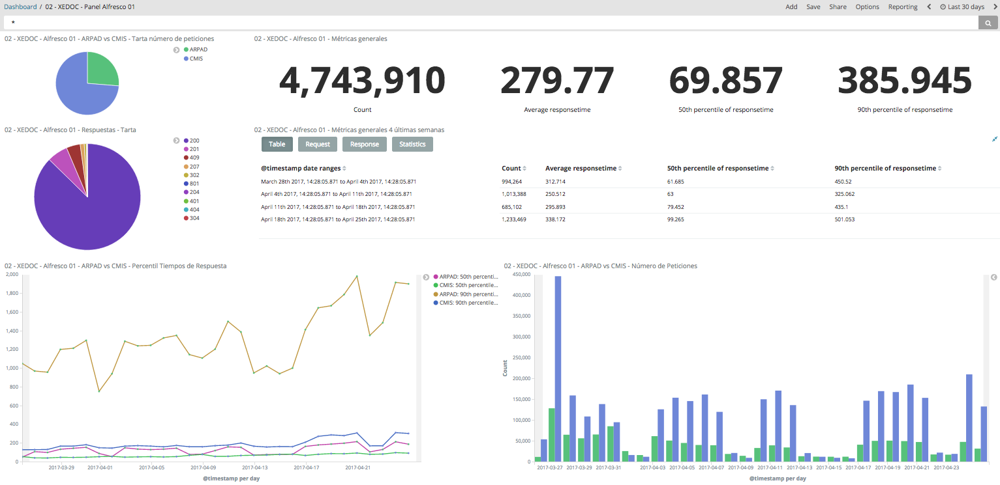 Dashboard / 02 - XEDOC - Panel Alfresco 01
Add Save Share Options Reporting Last 30 days
*
02 - XEDOC - Alfresco 01 - ARPAD vs CMIS - Tarta número de peticiones
ARPAD
CMIS
02 - XEDOC - Alfresco 01 - Métricas generales
4,743,910 279.77 69.857 385.945
Count Average responsetime 50th percentile of responsetime 90th percentile of responsetime
02 - XEDOC - Alfresco 01 - Respuestas - Tarta
200
201
409
207
302
801
204
401
404
304
02 - XEDOC - Alfresco 01 - Métricas generales 4 últimas semanas
Table Request Response Statistics
@timestamp date ranges Count Average responsetime 50th percentile of responsetime 90th percentile of responsetime
March 28th 2017, 14:28:05.871 to April 4th 2017, 14:28:05.871 994,264 312.714 61.685 450.52
April 4th 2017, 14:28:05.871 to April 11th 2017, 14:28:05.871 1,013,388 250.512 63 325.062
April 11th 2017, 14:28:05.871 to April 18th 2017, 14:28:05.871 685,102 295.893 79.452 435.1
April 18th 2017, 14:28:05.871 to April 25th 2017, 14:28:05.871 1,233,469 338.172 99.265 501.053
02 - XEDOC - Alfresco 01 - ARPAD vs CMIS - Percentil Tiempos de Respuesta
2,000
1,800
1,600
1,400
1,200
1,000
800
600
400
200
0
2017-03-29 2017-04-01 2017-04-05 2017-04-09 2017-04-13 2017-04-17 2017-04-21
@timestamp per day
ARPAD: 50th percenti...
CMIS: 50th percentile...
ARPAD: 90th percenti...
CMIS: 90th percentile...
02 - XEDOC - Alfresco 01 - ARPAD vs CMIS - Número de Peticiones
450,000
400,000
350,000
300,000
250,000
200,000
150,000
100,000
50,000
0
Count
2017-03-27 2017-03-29 2017-03-31 2017-04-03 2017-04-05 2017-04-07 2017-04-09 2017-04-11 2017-04-13 2017-04-15 2017-04-17 2017-04-19 2017-04-21 2017-04-23
@timestamp per day